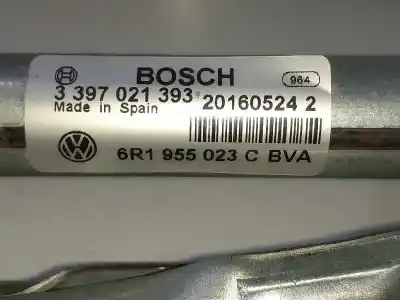 BOSCH 964
3 397 021 393 20160524 2
Made in Spain
6R1 955 023 C BVA